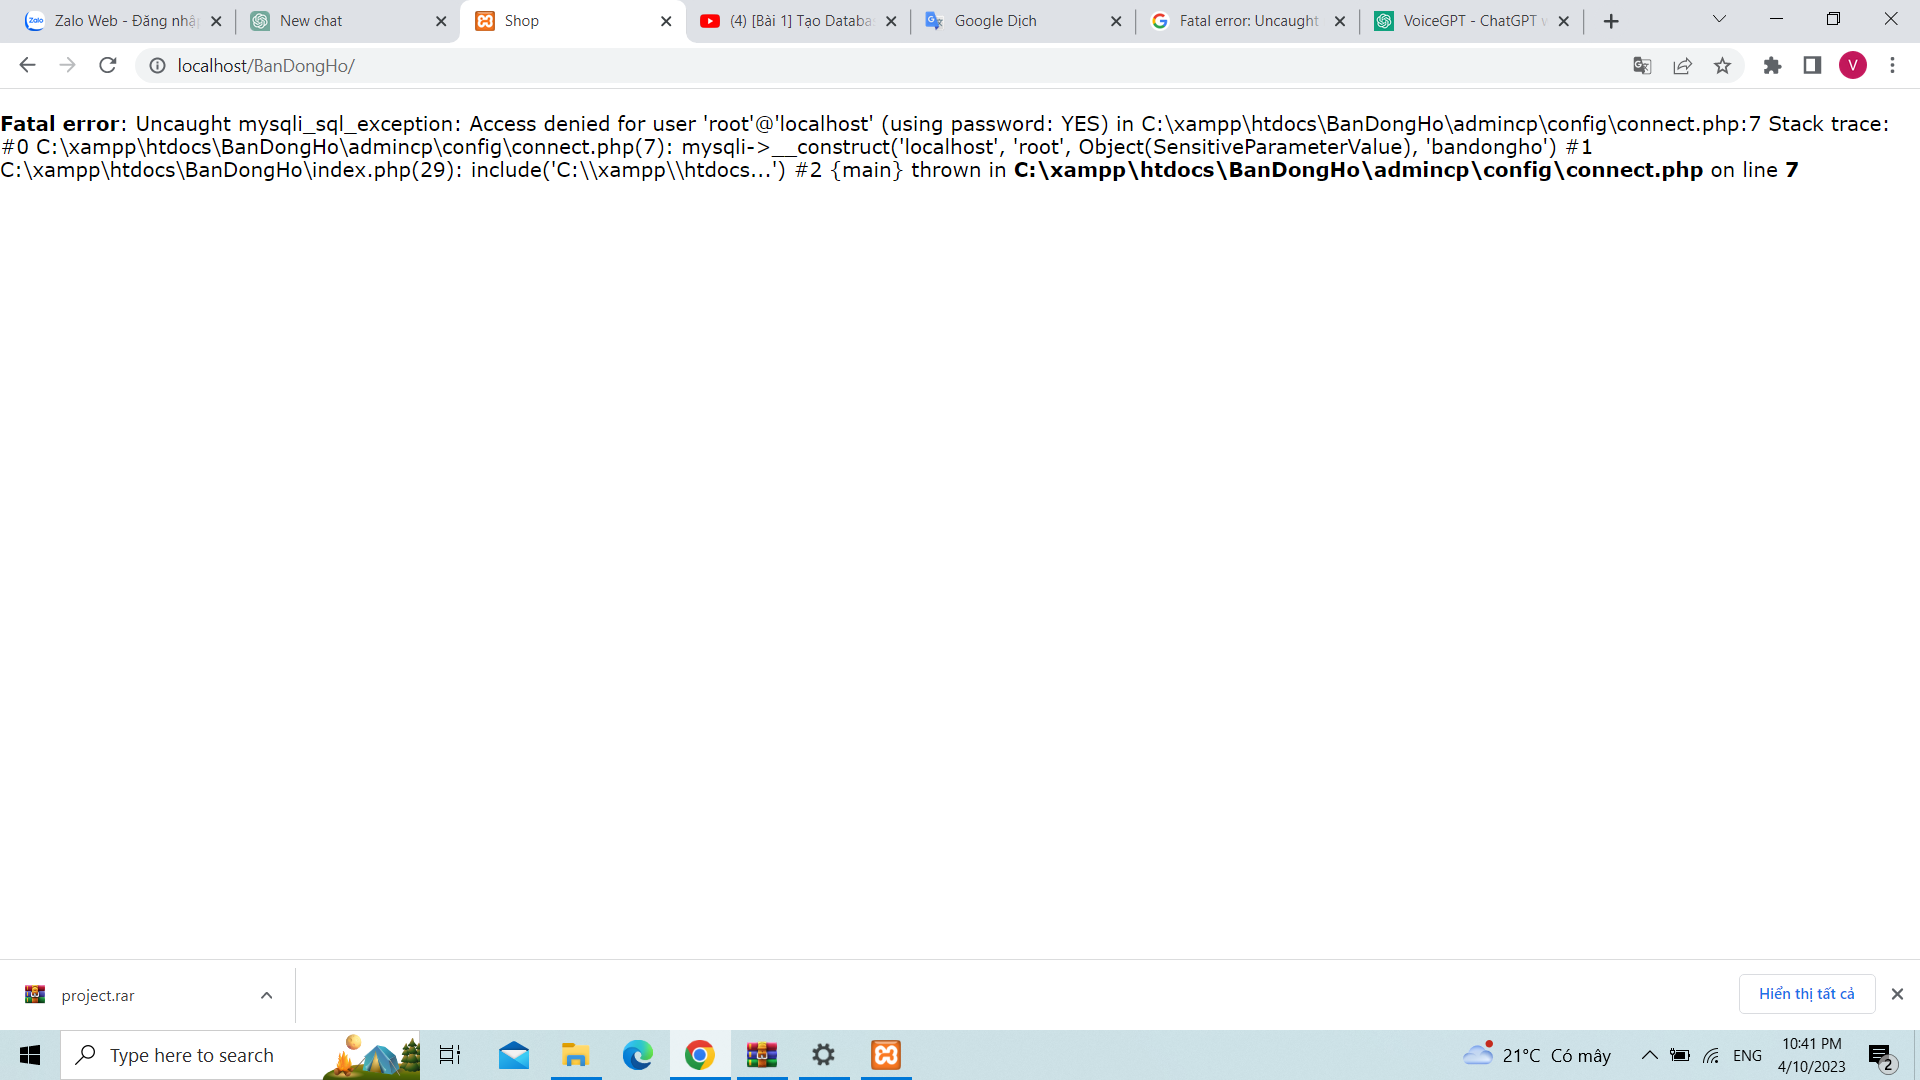 Zalo Web - Đăng nhậ
New chat
Shop
(4) [Bài 1] Tạo Databa
Google Dịch
Fatal error: Uncaught
VoiceGPT - ChatGPT w
localhost/BanDongHo/
V
Fatal error: Uncaught mysqli_sql_exception: Access denied for user 'root'@'localhost' (using password: YES) in C:\xampp\htdocs\BanDongHo\admincp\config\connect.php:7 Stack trace:
#0 C:\xampp\htdocs\BanDongHo\admincp\config\connect.php(7): mysqli->__construct('localhost', 'root', Object(SensitiveParameterValue), 'bandongho') #1
C:\xampp\htdocs\BanDongHo\index.php(29): include('C:\\xampp\\htdocs...') #2 {main} thrown in C:\xampp\htdocs\BanDongHo\admincp\config\connect.php on line 7
project.rar
Hiển thị tất cả
Type here to search
21°C Có mây
ENG
10:41 PM
4/10/2023
2